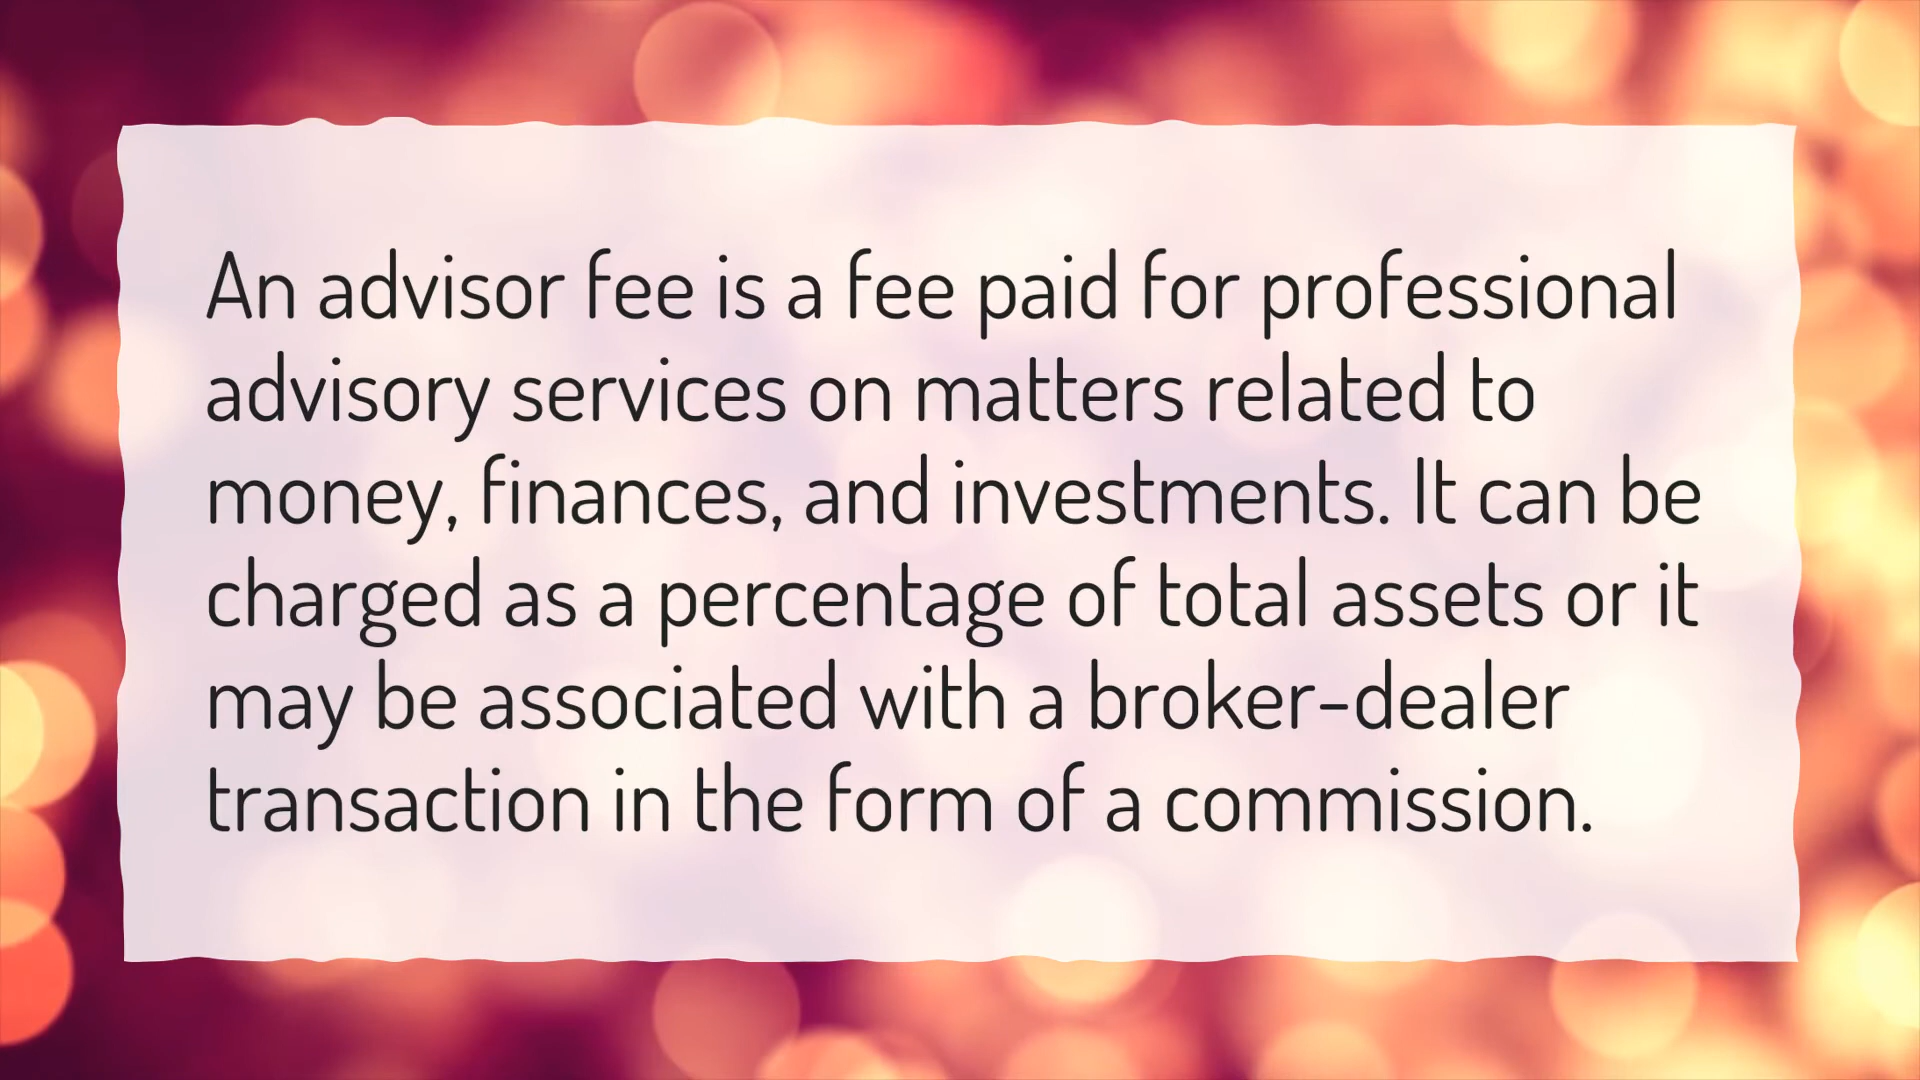 An advisor fee is a fee paid for professional
advisory services on matters related to
money, finances, and investments. It can be
charged as a percentage of total assets or it
may be associated with a broker-dealer
transaction in the form of a commission.